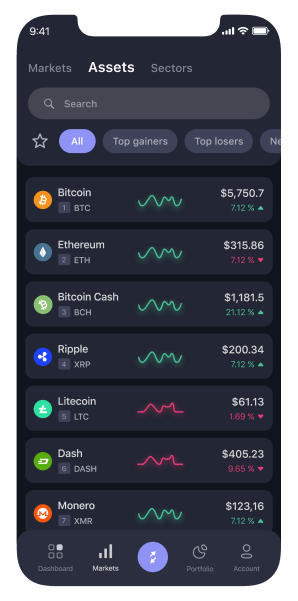 9:41
Markets Assets Sectors
Search
All Top gainers Top losers Ne
Bitcoin $5,750.7
1 BTC 7.12 %
Ethereum $315.86
2 ETH 7.12 %
Bitcoin Cash $1,181.5
3 BCH 21.12 %
Ripple $200.34
4 XRP 7.12 %
Litecoin $61.13
5 LTC 1.69 %
Dash $405.23
6 DASH 9.65 %
Monero $123,16
7 XMR 7.12 %
Dashboard Markets Portfolio Account